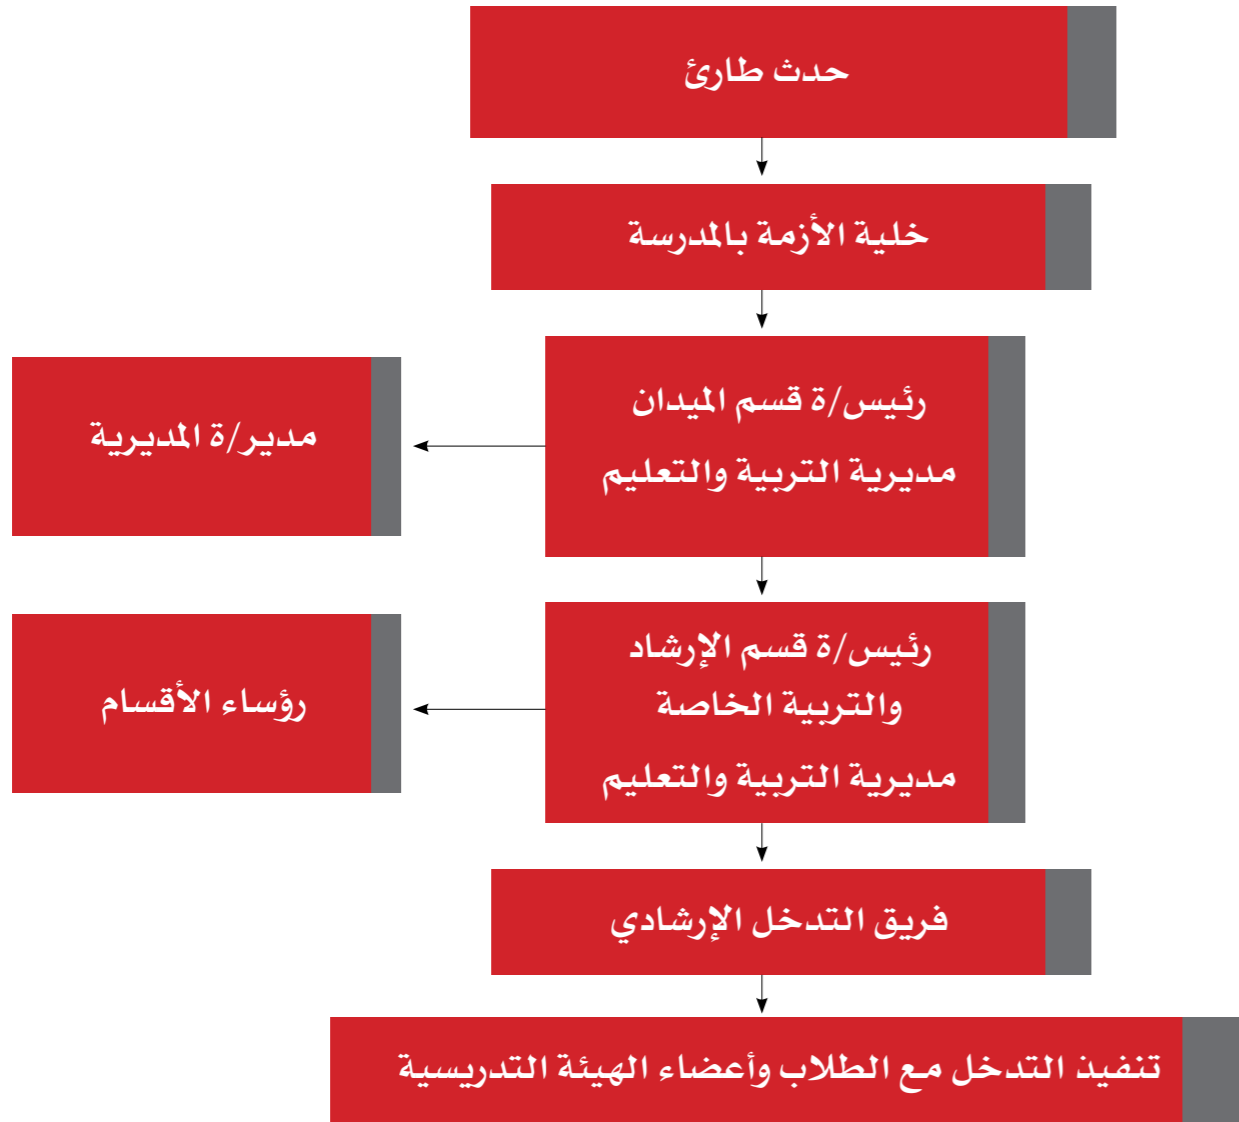 حدث طارئ
خلية الأزمة بالمدرسة
رئيس/ة قسم الميدان
مديرية التربية والتعليم
مدير/ة المديرية
رئيس/ة قسم الإرشاد
والتربية الخاصة
مديرية التربية والتعليم
رؤساء الأقسام
فريق التدخل الإرشادي
تنفيذ التدخل مع الطلاب وأعضاء الهيئة التدريسية